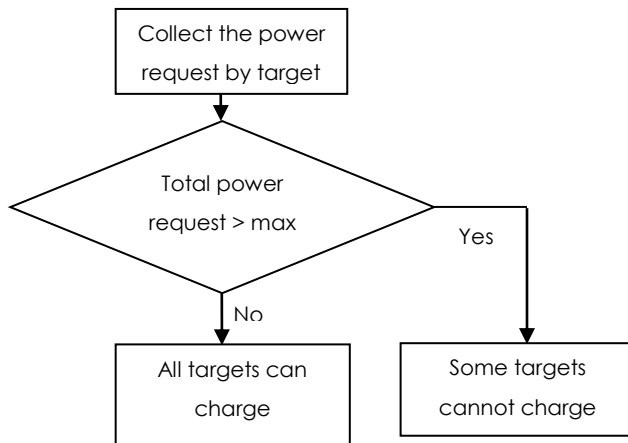 Collect the power
request by target
Total power
request > max
Yes
No
All targets can
charge
Some targets
cannot charge